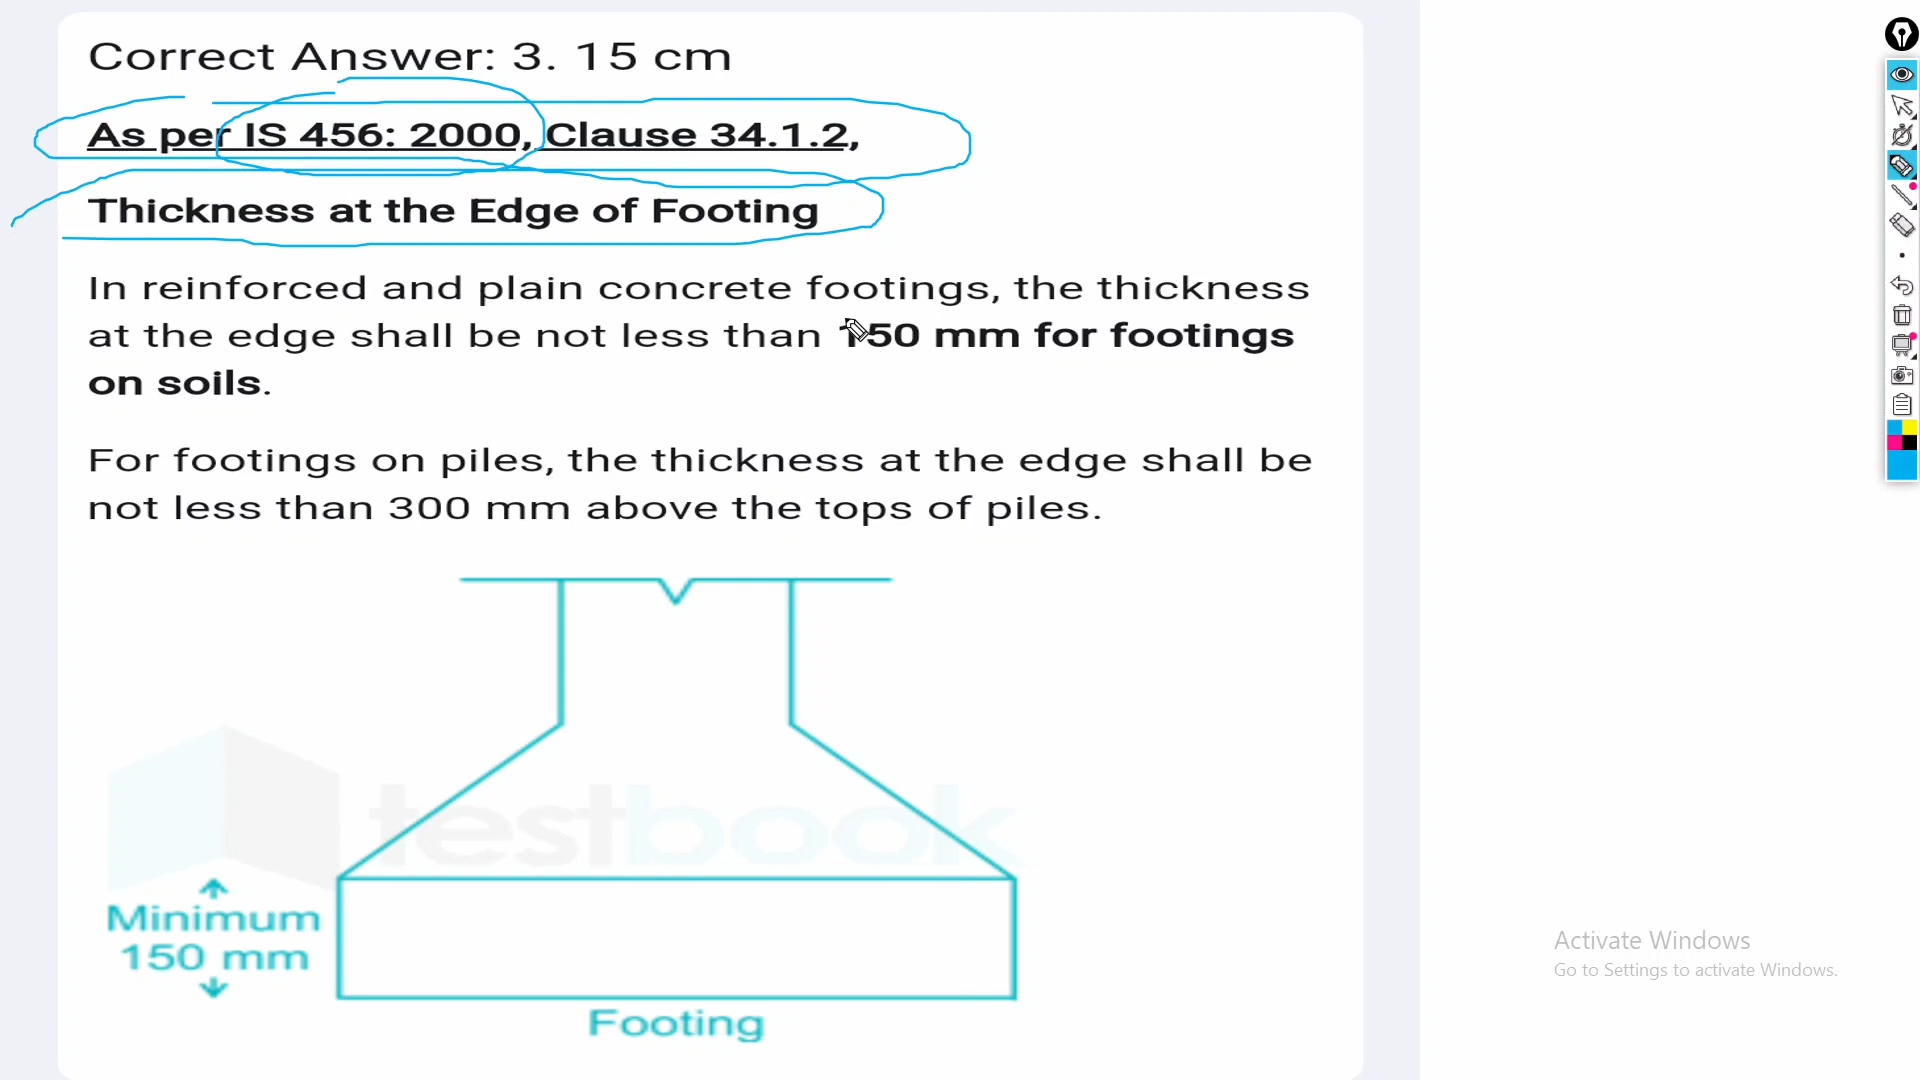 Correct Answer: 3. 15 cm
As per IS 456: 2000, Clause 34.1.2,
Thickness at the Edge of Footing
In reinforced and plain concrete footings, the thickness
at the edge shall be not less than 150 mm for footings
on soils.
For footings on piles, the thickness at the edge shall be
not less than 300 mm above the tops of piles.
testbook
Minimum
150 mm
Footing
Activate Windows
Go to Settings to activate Windows.